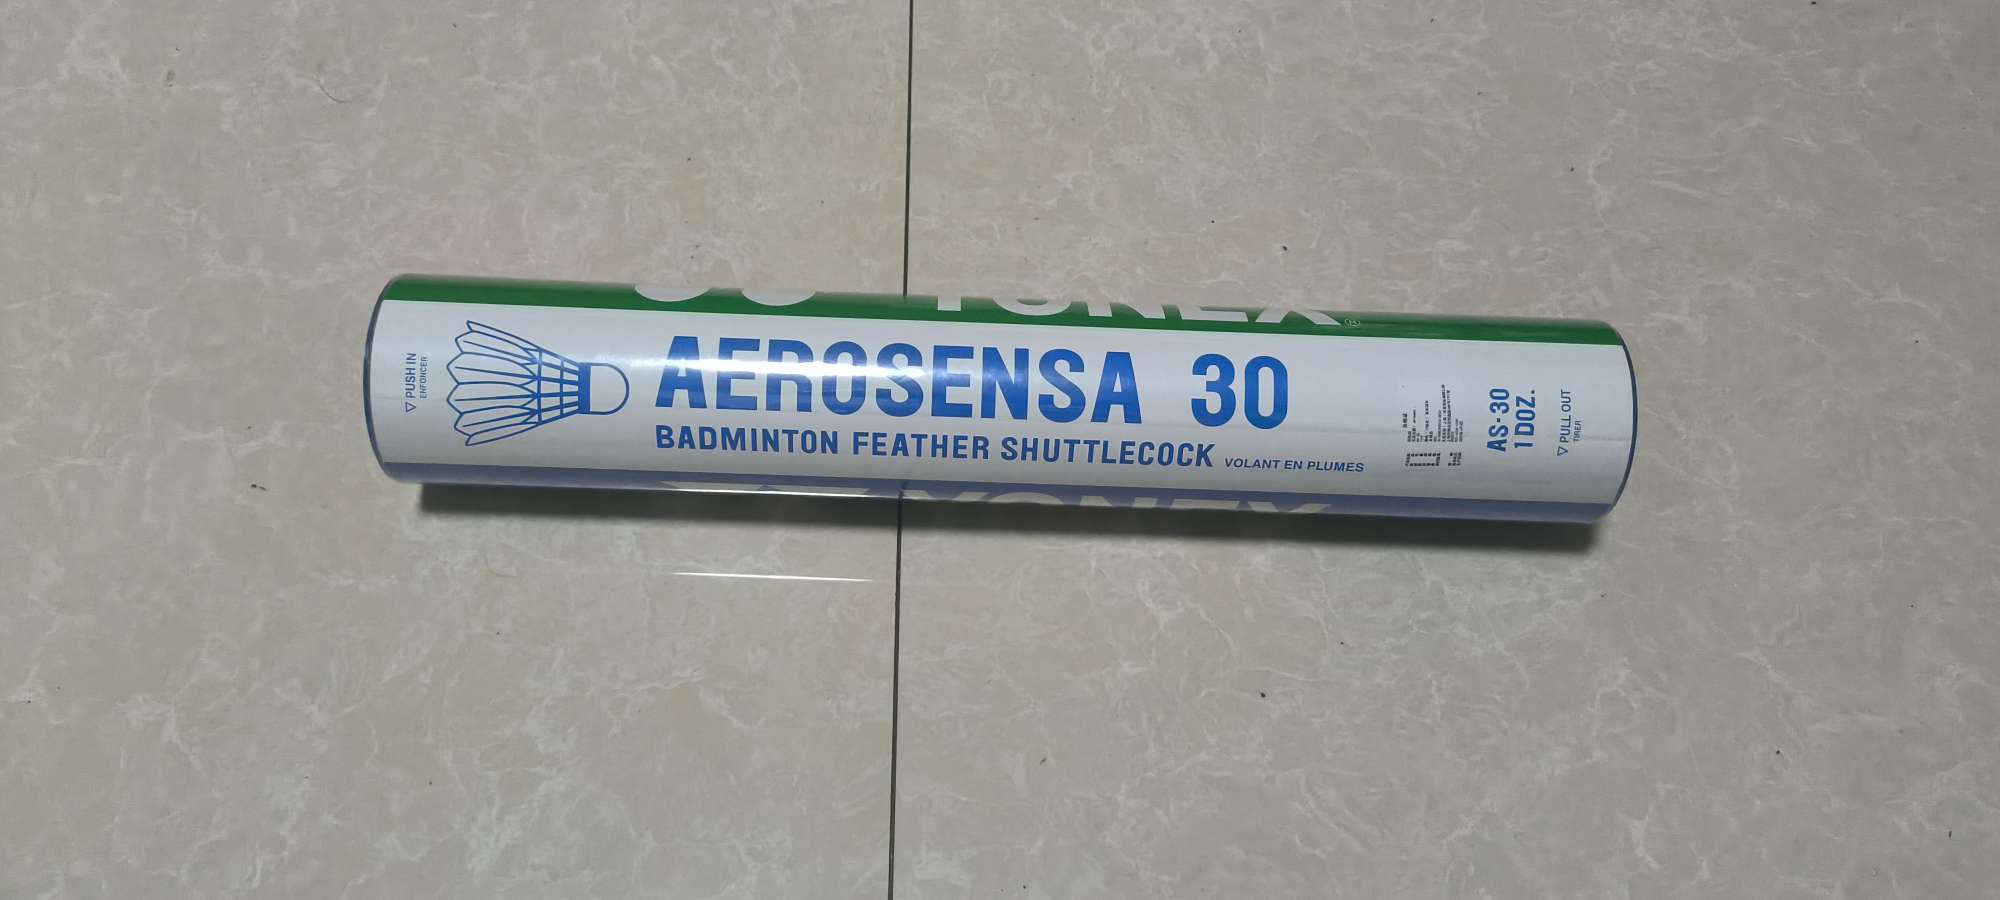 YONEX
®
AEROSENSA 30
BADMINTON FEATHER SHUTTLECOCK VOLANT EN PLUMES
▽ PUSH IN
ENFONCER
AS-30
1 DOZ.
▽ PULL OUT
TIRER
YONEX